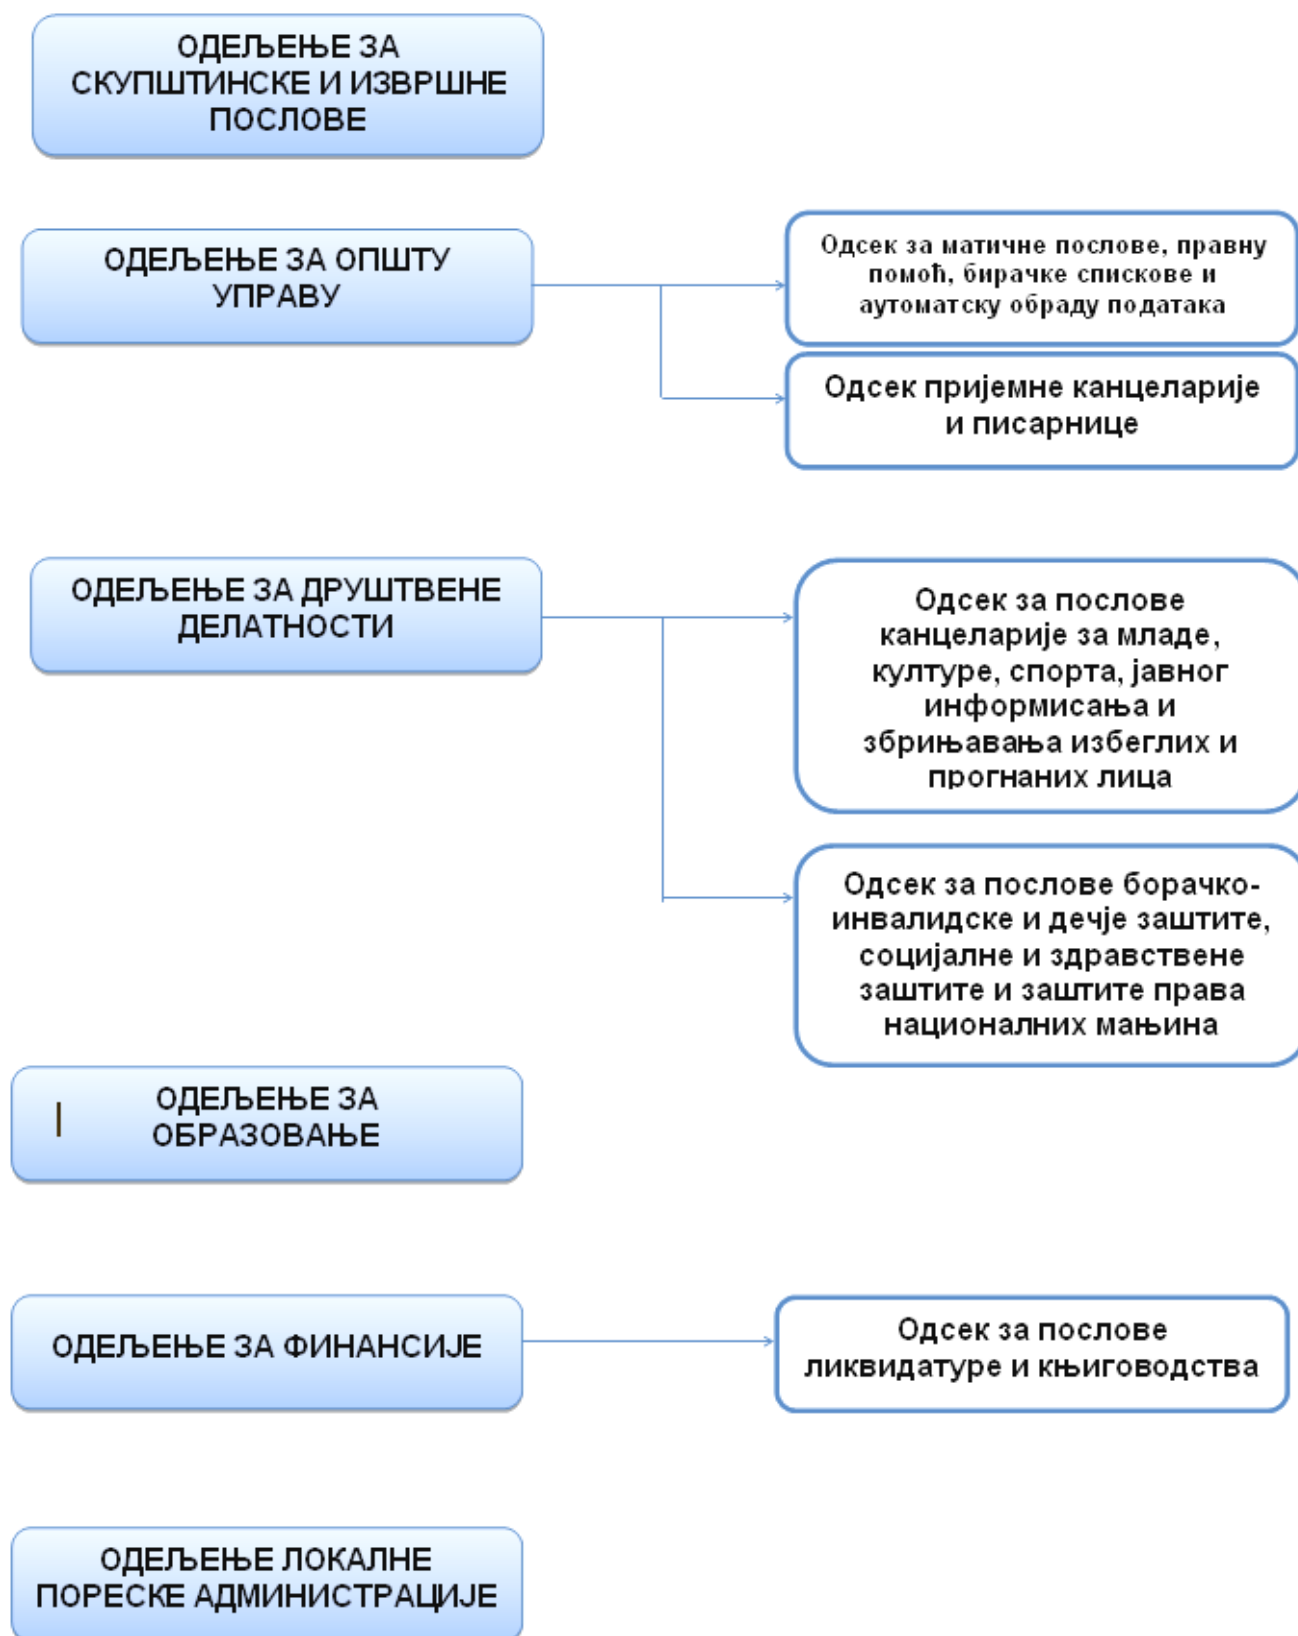 ОДЕЉЕЊЕ ЗА
СКУПШТИНСКЕ И ИЗВРШНЕ
ПОСЛОВЕ
ОДЕЉЕЊЕ ЗА ОПШТУ
УПРАВУ
Одсек за матичне послове, правну
помоћ, бирачке спискове и
аутоматску обраду података
Одсек пријемне канцеларије
и писарнице
ОДЕЉЕЊЕ ЗА ДРУШТВЕНЕ
ДЕЛАТНОСТИ
Одсек за послове
канцеларије за младе,
културе, спорта, јавног
информисања и
збрињавања избеглих и
прогнаних лица
Одсек за послове борачко-
инвалидске и дечје заштите,
социјалне и здравствене
заштите и заштите права
националних мањина
ОДЕЉЕЊЕ ЗА
ОБРАЗОВАЊЕ
ОДЕЉЕЊЕ ЗА ФИНАНСИЈЕ
Одсек за послове
ликвидатуре и књиговодства
ОДЕЉЕЊЕ ЛОКАЛНЕ
ПОРЕСКЕ АДМИНИСТРАЦИЈЕ